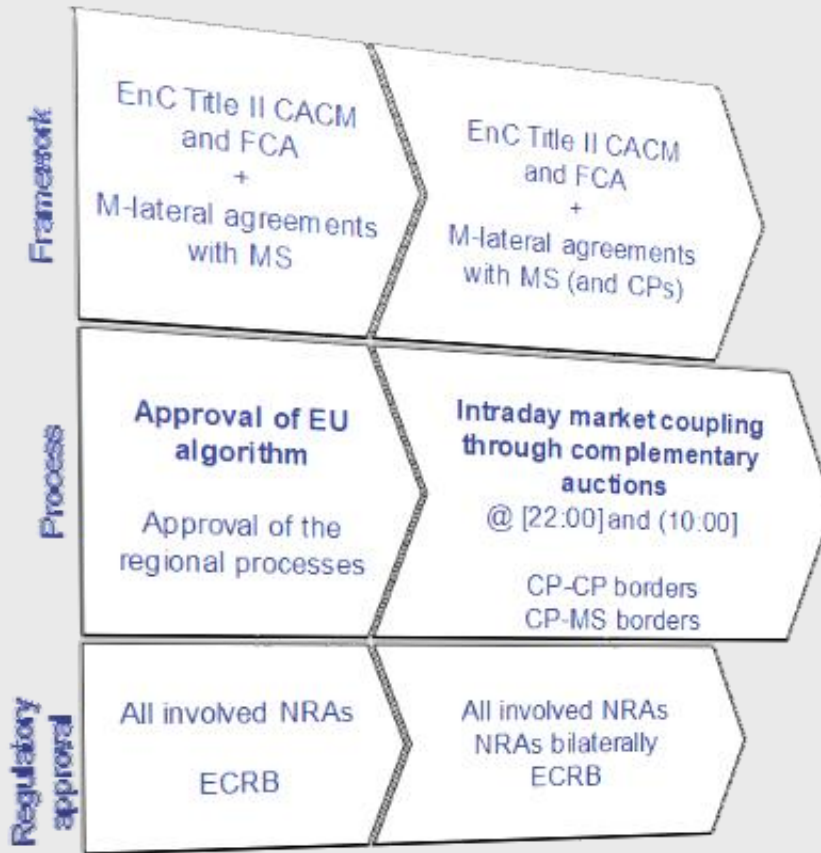 Framework
EnC Title II CACM
and FCA
+
M-lateral agreements
with MS
EnC Title II CACM
and FCA
+
M-lateral agreements
with MS (and CPs)
Process
Approval of EU
algorithm
Approval of the
regional processes
Intraday market coupling
through complementary
auctions
@ [22:00] and (10:00]
CP-CP borders
CP-MS borders
Regulatory
approval
All involved NRAs
ECRB
All involved NRAs
NRAs bilaterally
ECRB